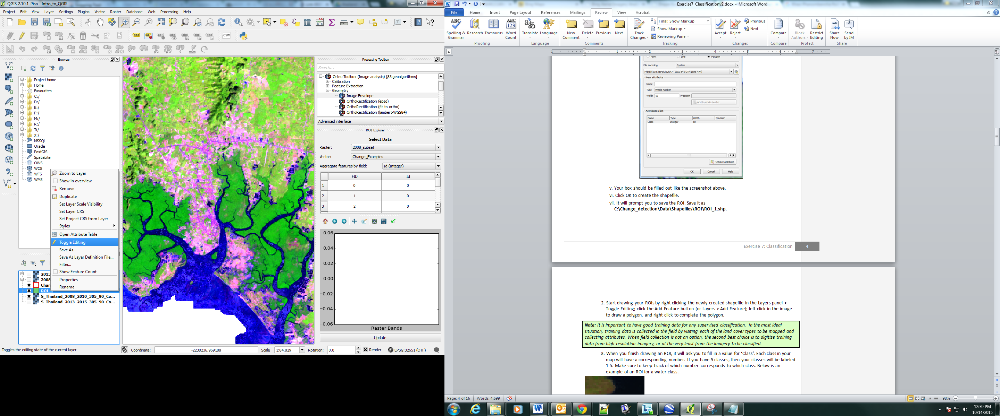 QGIS 2.10.1-Pisa - Intro_to_QGIS
Project Edit View Layer Settings Plugins Vector Raster Database Web Processing Help
Browser
Project home
Home
Favourites
C:/
D:/
E:/
F:/
M:/
R:/
T:/
X:/
MSSQL
Oracle
PostGIS
SpatiaLite
OWS
WCS
WFS
WMS
Zoom to Layer
Show in overview
Remove
Duplicate
Set Layer Scale Visibility
Set Layer CRS
Set Project CRS from Layer
Styles
Open Attribute Table
Toggle Editing
Save As...
Save As Layer Definition File...
Filter...
Show Feature Count
Properties
Rename
2013
2008
Chan
ROI_1
S_Thailand_2008_2010_305_90_Co...
S_Thailand_2013_2015_305_90_Co...
Processing Toolbox
Search...
Orfeo Toolbox (Image analysis) [83 geoalgorithms]
Calibration
Feature Extraction
Geometry
Image Envelope
OrthoRectification (epsg)
OrthoRectification (fit-to-ortho)
OrthoRectification (lambert-WGS84)
Advanced interface
ROI Explorer
Select Data
Raster: 2008_subset
Vector: Change_Examples
Aggregate features by field: Id (Integer)
FID Id
1 0 0
2 1 0
3 2 0
0.06
0.04
0.02
0.00
−0.02
−0.04
−0.06
Raster Bands
Update
Toggles the editing state of the current layer
Coordinate: -2238236,969188 Scale 1:84,829 Rotation: 0.0 Render EPSG:32651 (OTF)
Exercise7_Classificationv2.docx - Microsoft Word
File Home Insert Page Layout References Mailings Review View Acrobat
Spelling & Grammar Research Thesaurus Word Count Translate Language New Comment Delete Previous Next Track Changes Final: Show Markup Show Markup Reviewing Pane Accept Reject Previous Next Compare Block Authors Restrict Editing Share Now Send by IM
Proofing Language Comments Tracking Changes Compare Protect Share
Point Line Polygon
File encoding System
Project CRS (EPSG:32647 - WGS 84 / UTM zone 47N)
New attribute
Name
Type Whole number
Width 10 Precision
Add to attributes list
Attributes list
Name Type Width Precision
Class Integer 10
Remove attribute
OK Cancel Help
v. Your box should be filled out like the screenshot above.
vi. Click OK to create the shapefile.
vii. It will prompt you to save the ROI. Save it as
C:\Change_detection\Data\Shapefiles\ROI\ROI_1.shp.
Exercise 7: Classification 4
2. Start drawing your ROIs by right clicking the newly created shapefile in the Layers panel >
Toggle Editing; click the Add Feature button (or Layers > Add Feature); left click in the image
to draw a polygon, and right click to complete the polygon.
Note: It is important to have good training data for any supervised classification. In the most ideal
situation, training data is collected in the field by visiting each of the land cover types to be mapped and
collecting attributes. When field collection is not an option, the second best choice is to digitize training
data from high resolution imagery, or at the very least from the imagery to be classified.
3. When you finish drawing an ROI, it will ask you to fill in a value for ‘Class’. Each class in your
map will have a corresponding number. If you have 5 classes, then your classes will be labeled
1-5. Make sure to keep track of which number corresponds to which class. Below is an
example of an ROI for a water class.
Page: 4 of 16 Words: 4,699 98%
12:30 PM
10/14/2015